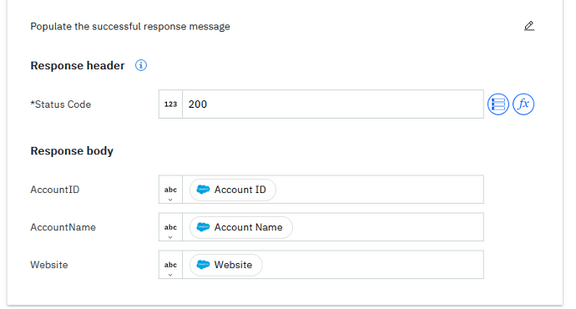 Populate the successful response message
Response header
*Status Code 123 200 fx
Response body
AccountID abc Account ID
AccountName abc Account Name
Website abc Website